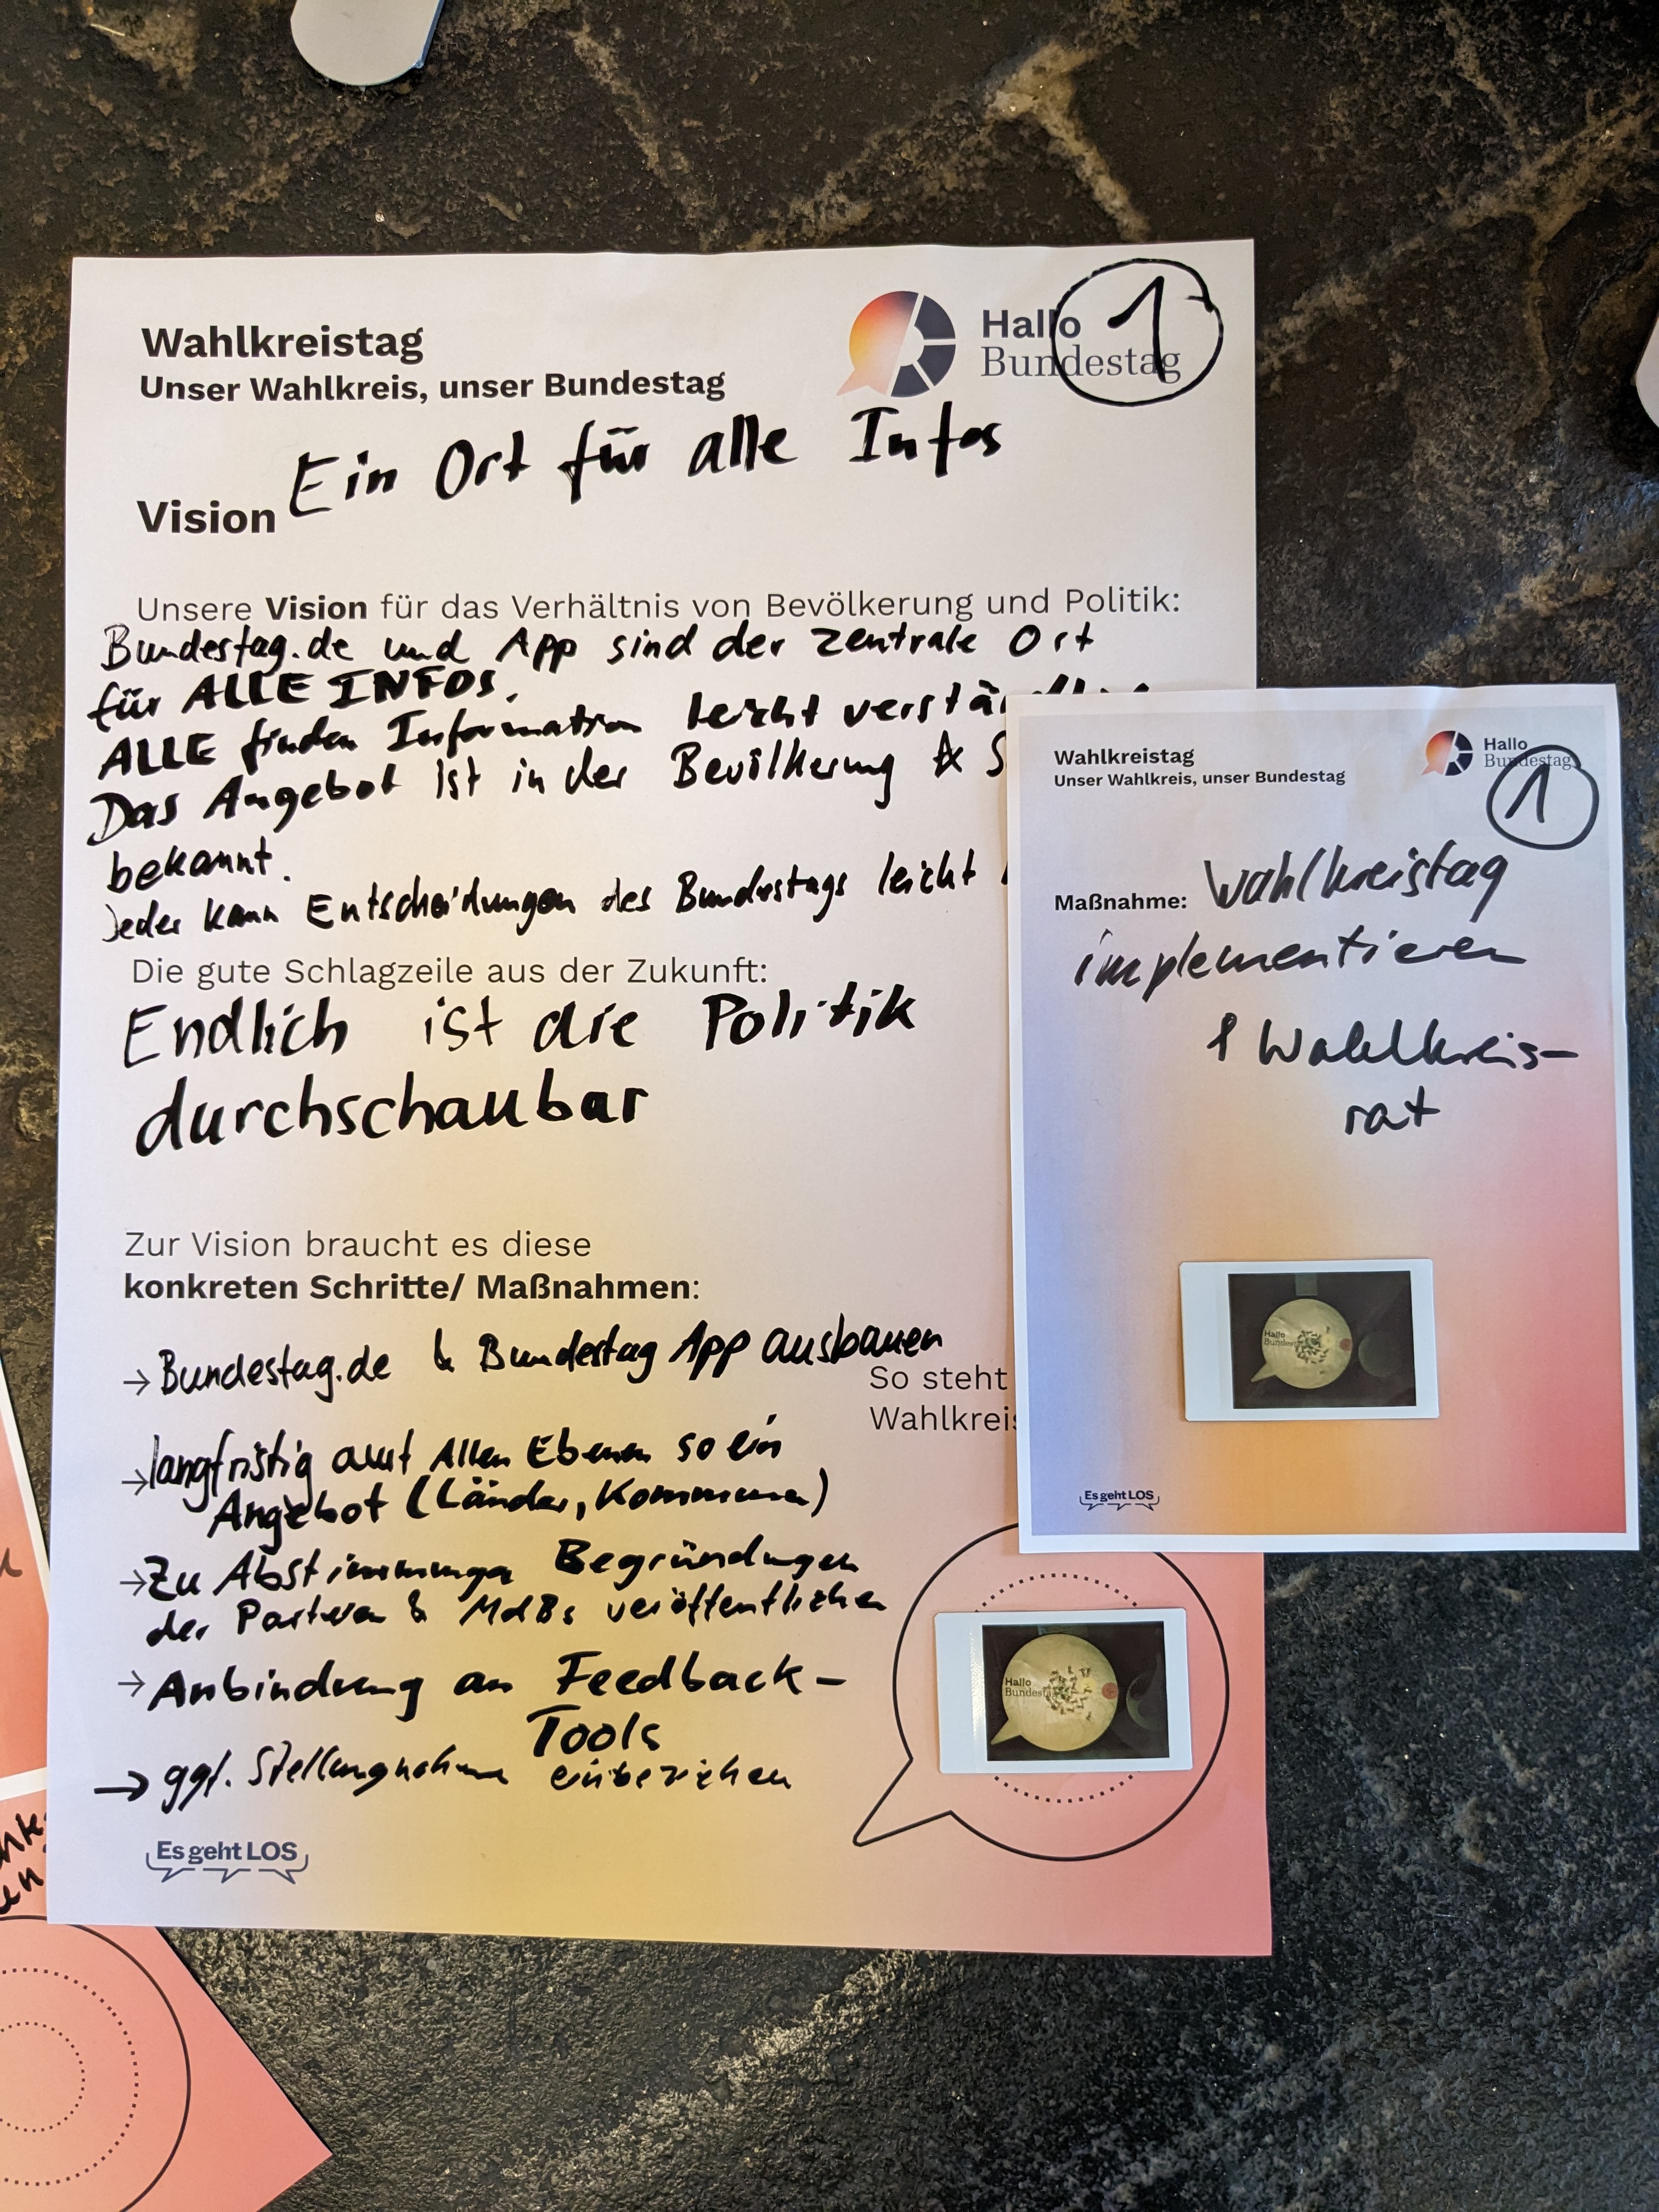 Wahlkreistag
Unser Wahlkreis, unser Bundestag
Hallo
Bundestag
1
Ein Ort für alle Infos
Vision
Unsere Vision für das Verhältnis von Bevölkerung und Politik:
Bundestag.de und App sind der zentrale Ort
für ALLE INFOS.
ALLE finden Information leicht
Das Angebot ist in der Bevölkerung &
bekannt.
Jeder kann Entscheidungen des Bundestags leicht
Die gute Schlagzeile aus der Zukunft:
Endlich ist die Politik
durchschaubar
Zur Vision braucht es diese
konkreten Schritte/ Maßnahmen:
→ Bundestag.de & Bundestag App ausbauen
So steht
→ langfristig auf Allen Ebenen so ein
Angebot (Länder, Kommunen)
→ Zu Abstimmungen Begründungen
der Parteien & MdBs veröffentlichen
→ Anbindung an Feedback-
Tools
→ ggf. Stellungnahme einbeziehen
Es geht LOS
Hallo
Wahlkreistag
Unser Wahlkreis, unser Bundestag
Hallo
Bundestag
1
Maßnahme: Wahlkreistag
implementieren
Wahlkreis-
rat
Hallo
Es geht LOS